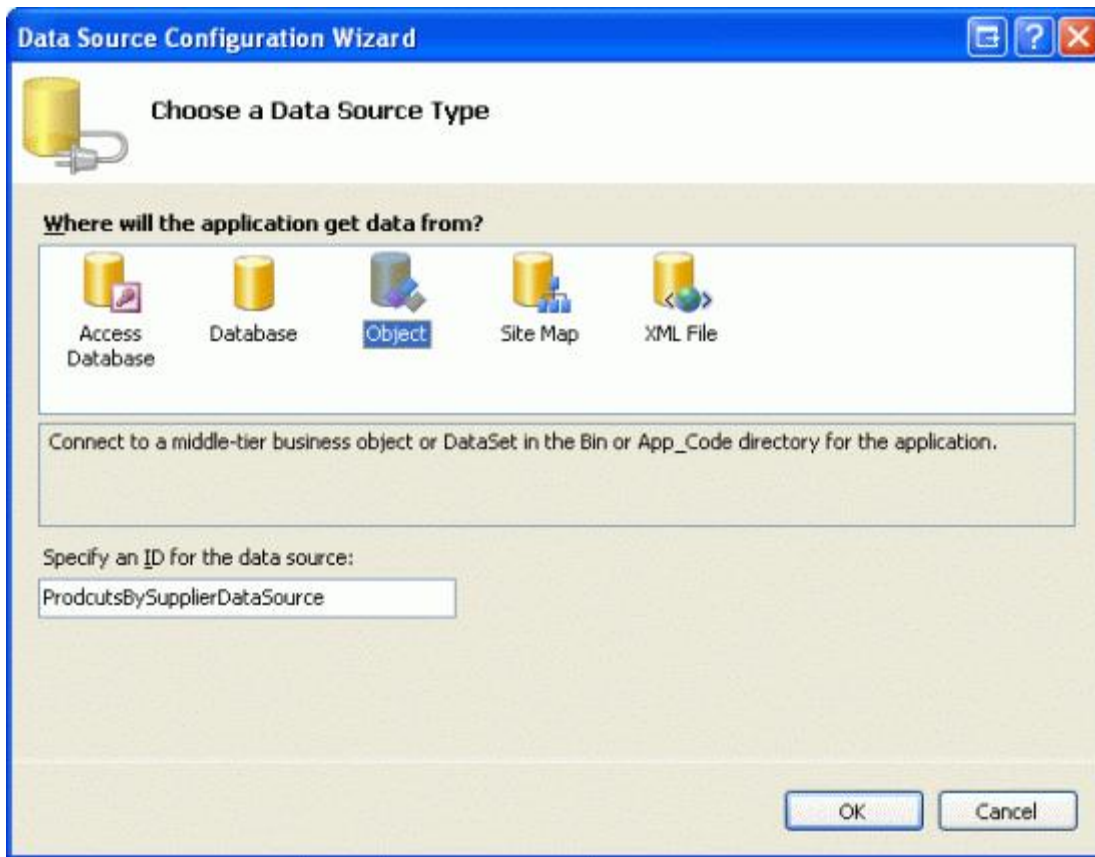 Data Source Configuration Wizard
Choose a Data Source Type
Where will the application get data from?
Access Database
Database
Object
Site Map
XML File
Connect to a middle-tier business object or DataSet in the Bin or App_Code directory for the application.
Specify an ID for the data source:
ProdcutsBySupplierDataSource
OK
Cancel